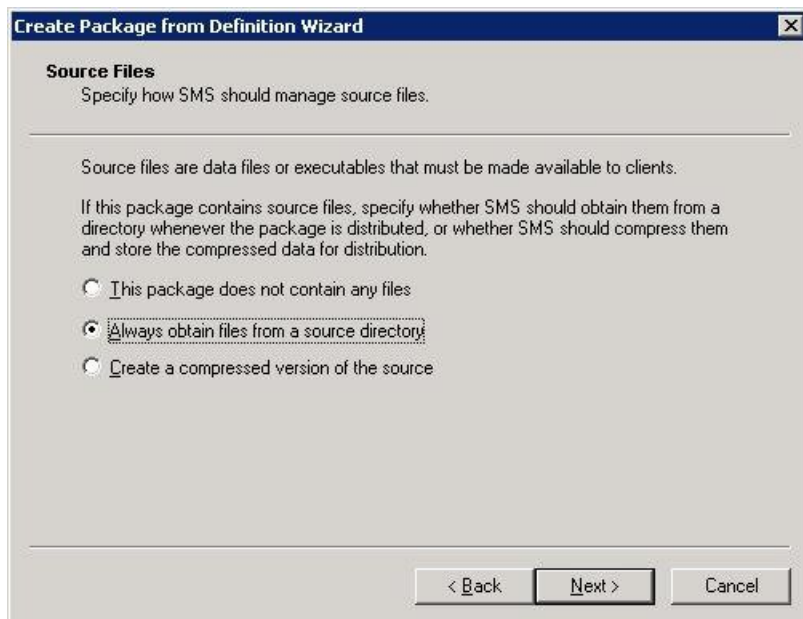 Create Package from Definition Wizard
Source Files
Specify how SMS should manage source files.
Source files are data files or executables that must be made available to clients.
If this package contains source files, specify whether SMS should obtain them from a
directory whenever the package is distributed, or whether SMS should compress them
and store the compressed data for distribution.
This package does not contain any files
Always obtain files from a source directory
Create a compressed version of the source
< Back
Next >
Cancel